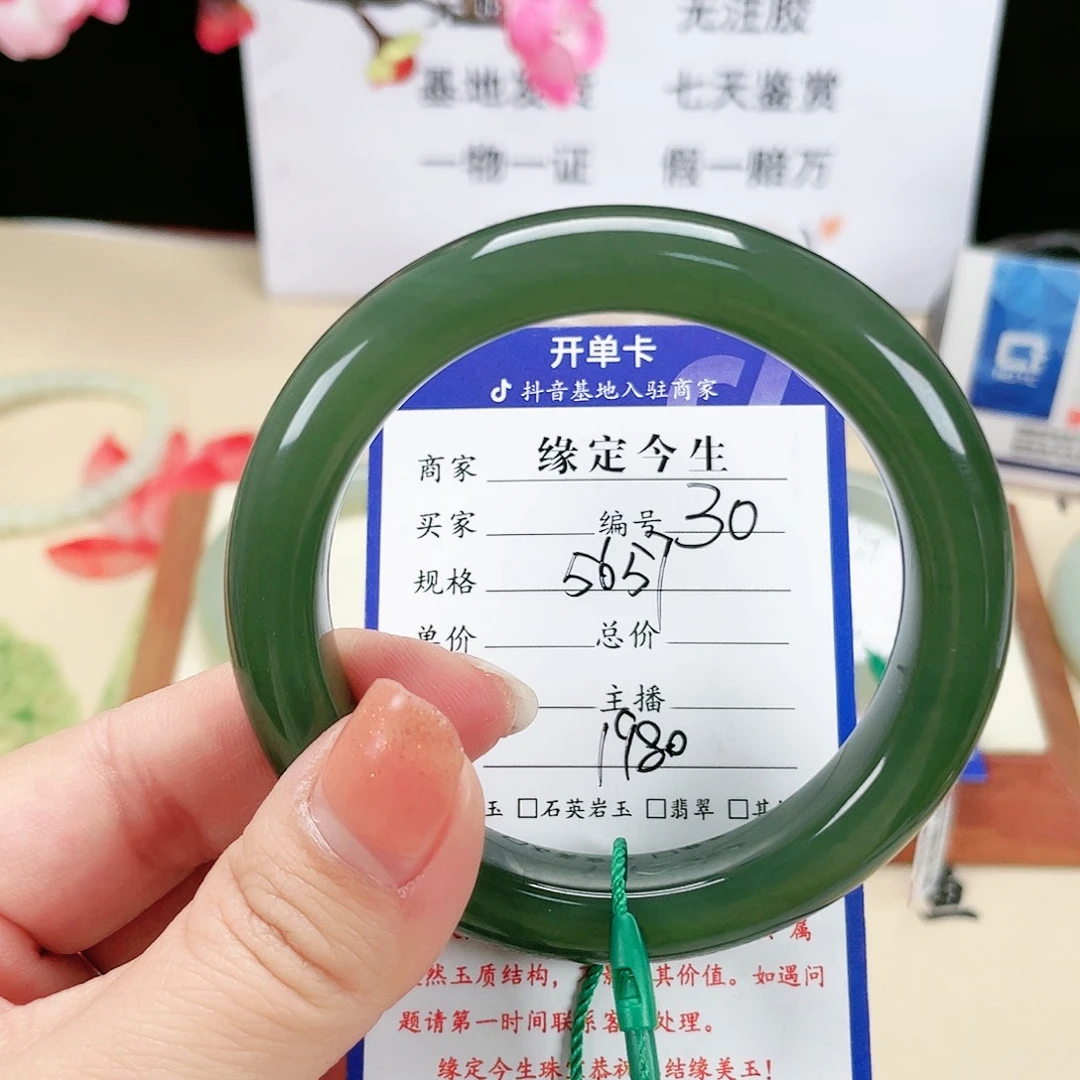 无注胶
基地发货 七天鉴赏
一物一证 假一赔万
开单卡
抖音基地入驻商家
商家 缘定今生
买家 编号 30
规格 5657
单价 总价
主播
1980
玉 □石英岩玉 □翡翠 □其
属
然玉质结构， 其价值。如遇问
题请第一时间联系客 处理。
缘定今生珠宝恭祝 结缘美玉！